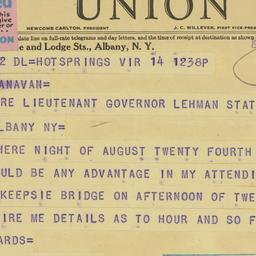 UNION
NEWCOMB CARLTON, PRESIDENT J. C. WILLEVER, FIRST VICE-PRES
date line on full-rate telegrams and day letters, and the time of receipt at destination as shown
ie and Lodge Sts., Albany, N. Y.
2 DL=HOTSPRINGS VIR 14 1238P
ANAVAN=
RE LIEUTENANT GOVERNOR LEHMAN STAT
LBANY NY=
HERE NIGHT OF AUGUST TWENTY FOURTH
ULD BE ANY ADVANTAGE IN MY ATTENDI
KEEPSIE BRIDGE ON AFTERNOON OF TWE
IRE ME DETAILS AS TO HOUR AND SO F
ARDS=